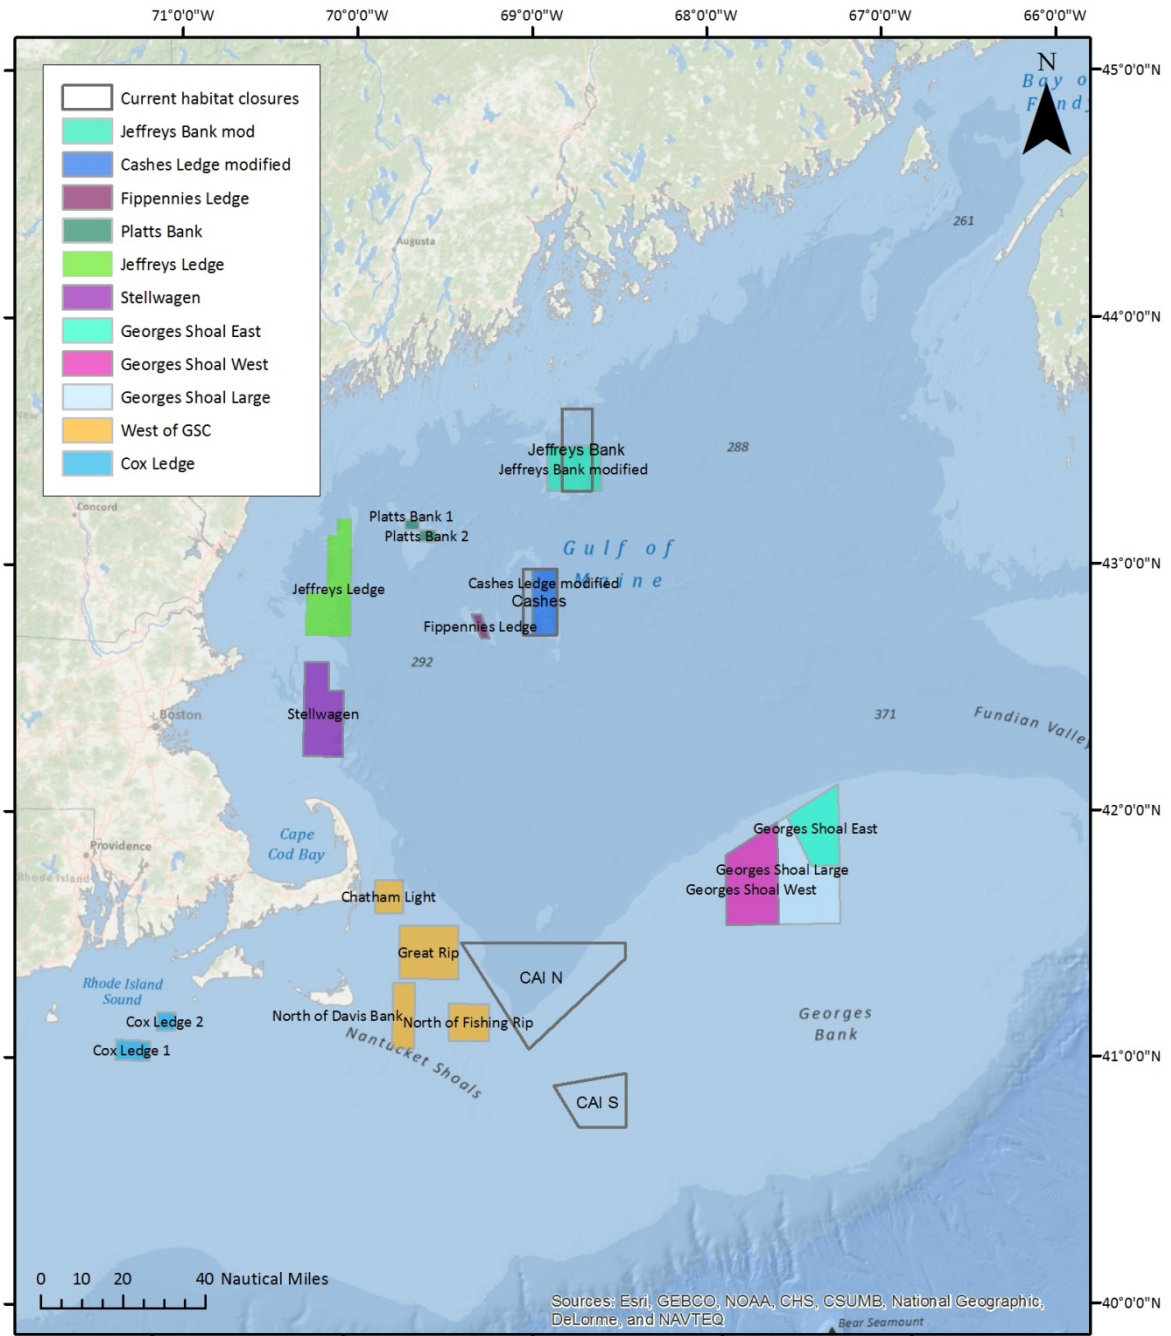 71°0'0"W
70°0'0"W
69°0'0"W
68°0'0"W
67°0'0"W
66°0'0"W
45°0'0"N
44°0'0"N
43°0'0"N
42°0'0"N
41°0'0"N
40°0'0"N
N
Current habitat closures
Jeffreys Bank mod
Cashes Ledge modified
Fippennies Ledge
Platts Bank
Jeffreys Ledge
Stellwagen
Georges Shoal East
Georges Shoal West
Georges Shoal Large
West of GSC
Cox Ledge
Augusta
261
288
Jeffreys Bank
Jeffreys Bank modified
Concord
Platts Bank 1
Platts Bank 2
Gulf of
Maine
Cashes Ledge modified
Cashes
Jeffreys Ledge
Fippennies Ledge
292
Stellwagen
Boston
371
Fundian Valley
Cape
Cod Bay
Providence
Rhode Island
Georges Shoal East
Georges Shoal Large
Georges Shoal West
Chatham Light
Great Rip
CAI N
Rhode Island
Sound
Cox Ledge 2
Cox Ledge 1
North of Davis Bank
North of Fishing Rip
Nantucket Shoals
Georges
Bank
CAI S
0 10 20 40 Nautical Miles
Sources: Esri, GEBCO, NOAA, CHS, CSUMB, National Geographic,
DeLorme, and NAVTEQ
Bear Seamount